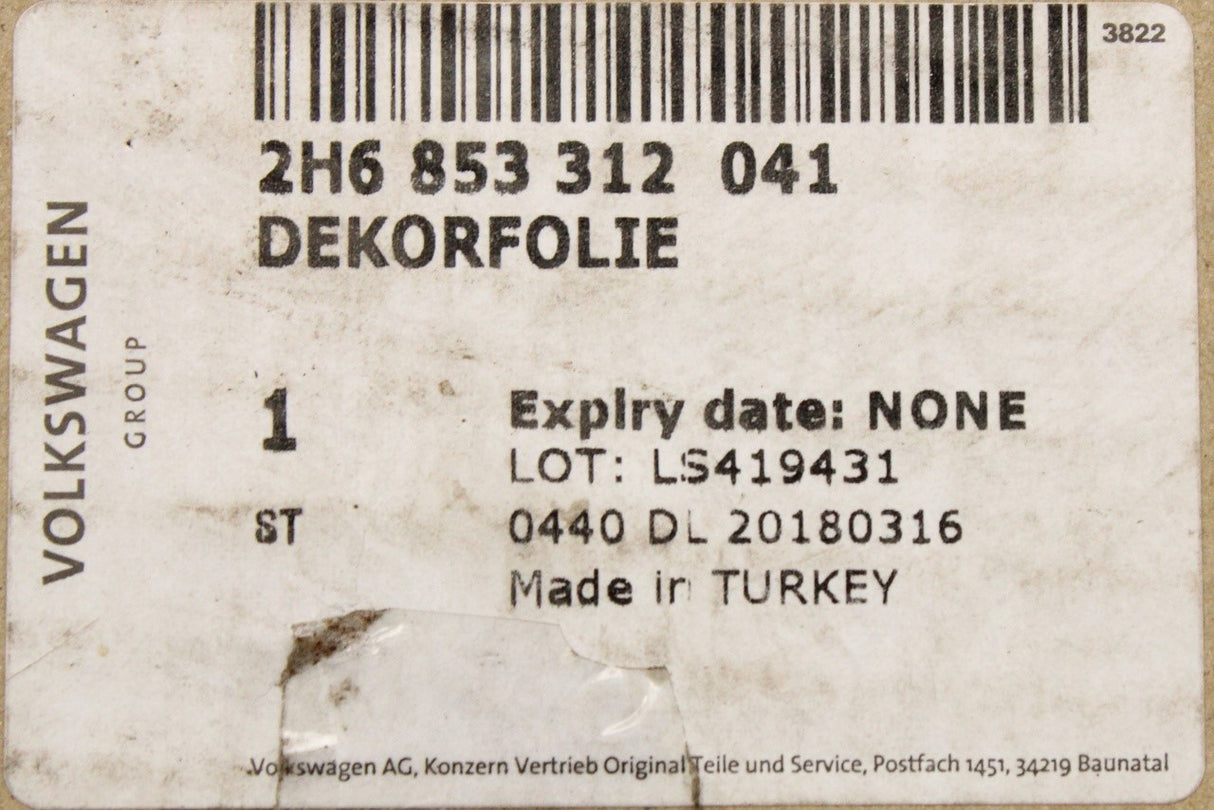 3822
2H6 853 312 041
DEKORFOLIE
VOLKSWAGEN
GROUP
1
Expiry date: NONE
LOT: LS419431
ST
0440 DL 20180316
Made in TURKEY
Volkswagen AG, Konzern Vertrieb Original Teile und Service, Postfach 1451, 34219 Baunatal